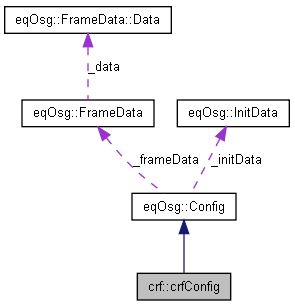 eqOsg::FrameData::Data
_data
eqOsg::FrameData
eqOsg::InitData
_frameData
_initData
eqOsg::Config
crf::crfConfig